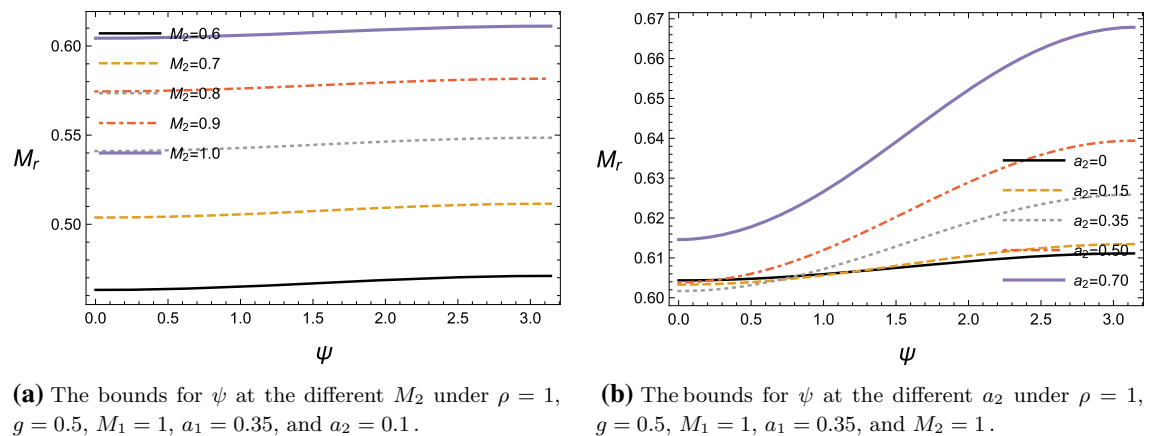 M₂=0.6
0.60
M₂=0.7
M₂=0.8
M₂=0.9
0.55
M₂=1.0
Mᵣ
0.50
0.0 0.5 1.0 1.5 2.0 2.5 3.0
ψ
(a) The bounds for ψ at the different M₂ under ρ = 1,
g = 0.5, M₁ = 1, a₁ = 0.35, and a₂ = 0.1 .
0.67
0.66
0.65
0.64
Mᵣ
a₂=0
0.63
a₂=0.15
0.62
a₂=0.35
a₂=0.50
0.61
a₂=0.70
0.60
0.0 0.5 1.0 1.5 2.0 2.5 3.0
ψ
(b) The bounds for ψ at the different a₂ under ρ = 1,
g = 0.5, M₁ = 1, a₁ = 0.35, and M₂ = 1 .